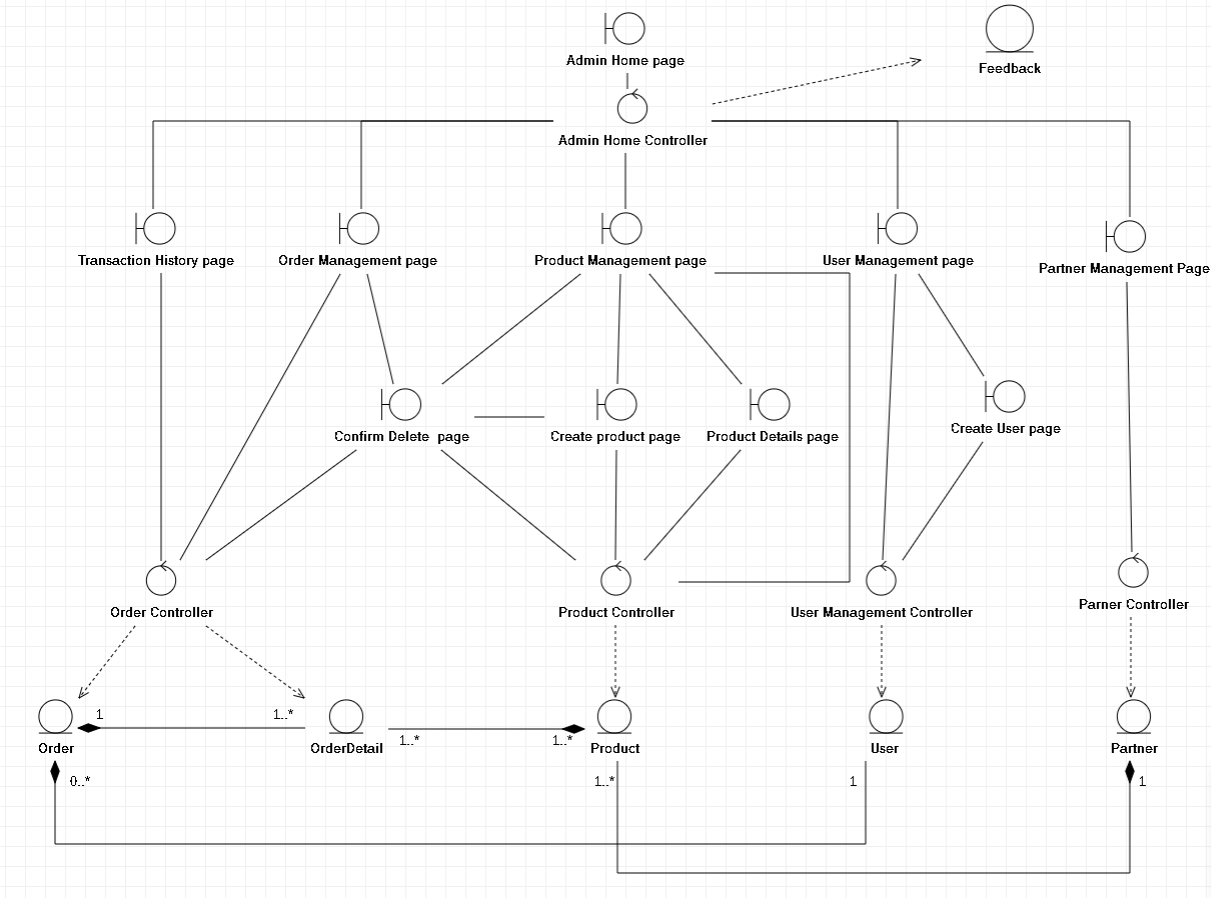 Admin Home page
Feedback
Admin Home Controller
Transaction History page
Order Management page
Product Management page
User Management page
Partner Management Page
Confirm Delete  page
Create product page
Product Details page
Create User page
Order Controller
Product Controller
User Management Controller
Parner Controller
1
1..*
1..*
1..*
Order
OrderDetail
Product
User
Partner
0..*
1..*
1
1